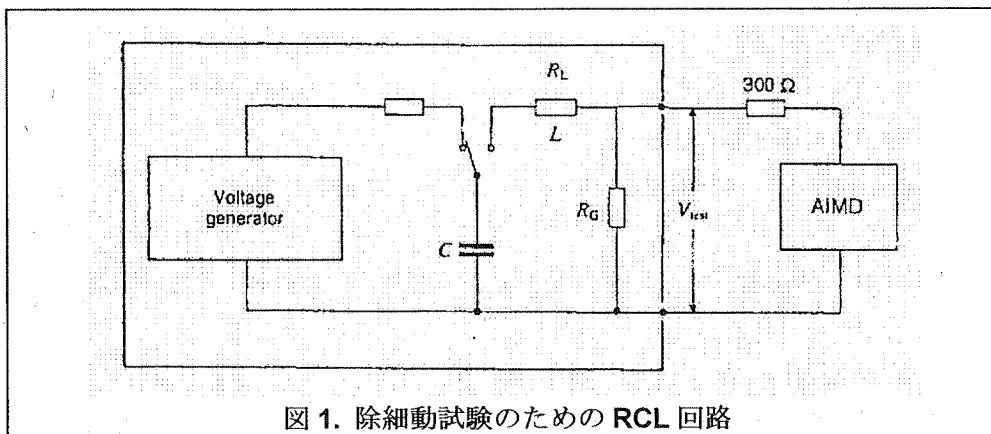 R_L
300 Ω
L
Voltage
generator
R_G
V_test
AIMD
C
図 1. 除細動試験のための RCL 回路